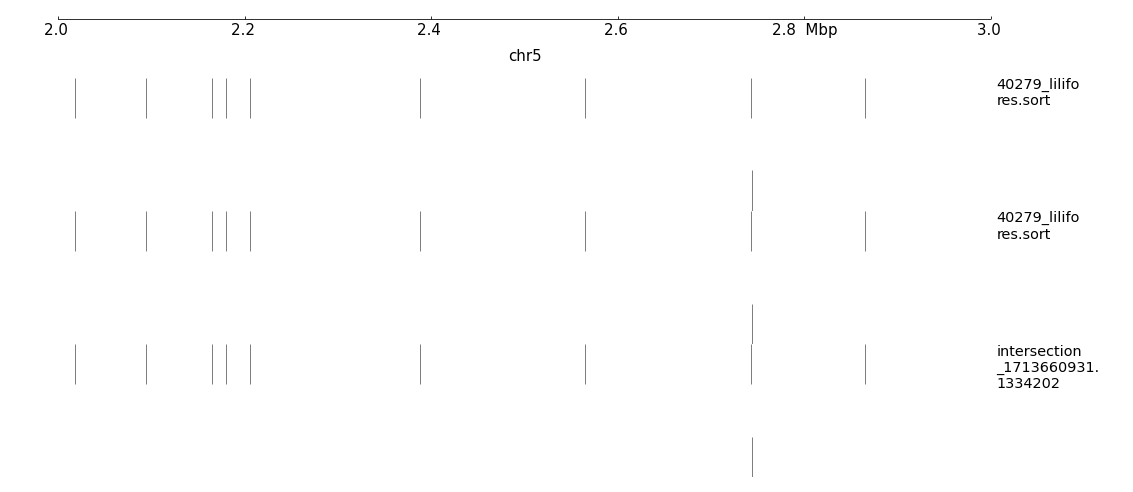 2.0 2.2 2.4 2.6 2.8 Mbp 3.0
chr5
40279_lilifo
res.sort
40279_lilifo
res.sort
intersection
_1713660931.
1334202